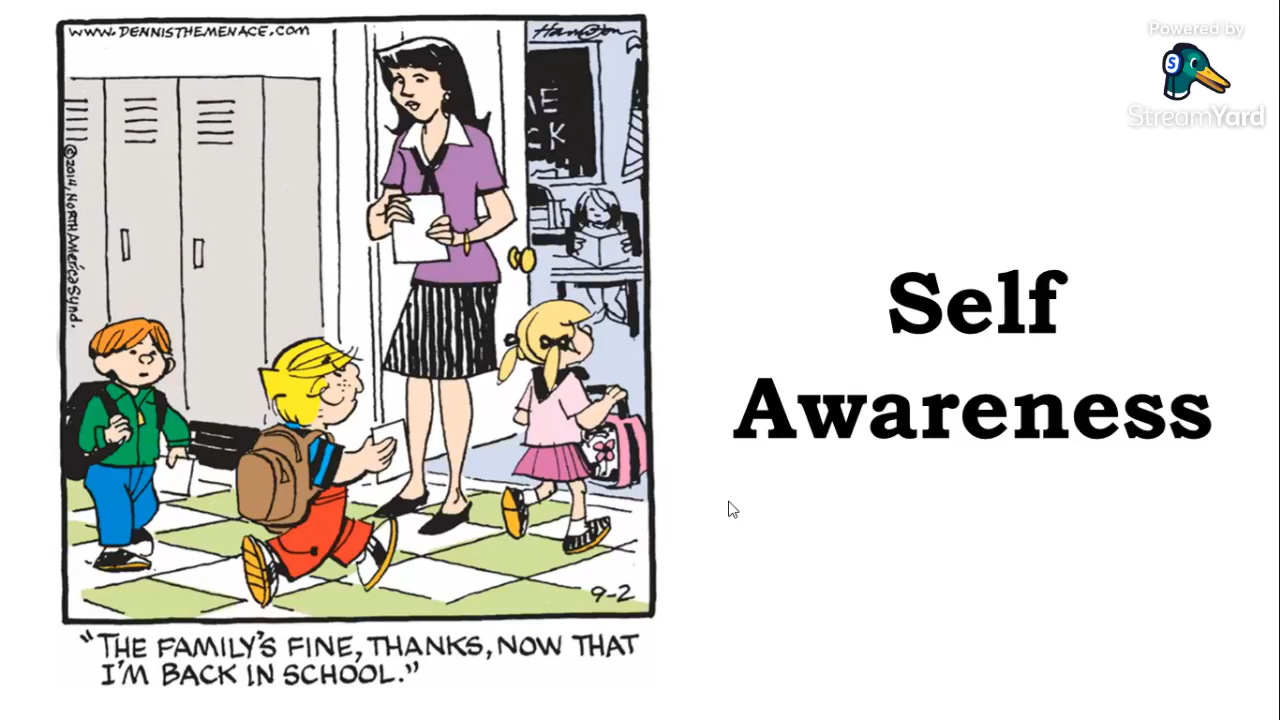 WWW.DENNISTHEMENACE.COM
©2014, NORTH AMERICA Synd.
9-2
"THE FAMILY'S FINE, THANKS, NOW THAT
I'M BACK IN SCHOOL."
Self
Awareness
Powered by
S
StreamYard